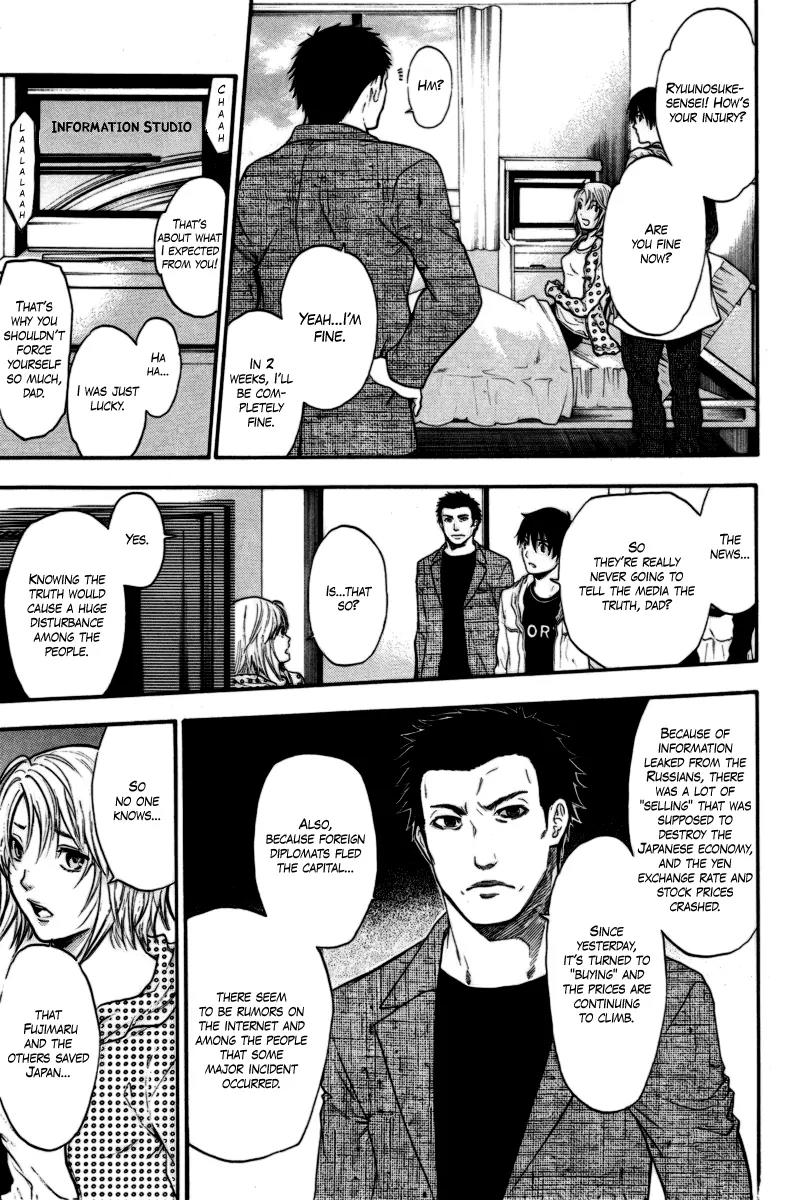 RYUUNOSUKE-
SENSEI! HOW'S
YOUR INJURY?
ARE
YOU FINE
NOW?
HM?
YEAH...I'M
FINE.
IN 2
WEEKS, I'LL
BE COM-
PLETELY
FINE.
CHAAH
INFORMATION STUDIO
LAALALAAH
THAT'S
ABOUT WHAT
I EXPECTED
FROM YOU!
HA
HA...
I WAS JUST
LUCKY.
THAT'S
WHY YOU
SHOULDN'T
FORCE
YOURSELF
SO MUCH,
DAD.
THE
NEWS...
SO
THEY'RE REALLY
NEVER GOING TO
TELL THE MEDIA THE
TRUTH, DAD?
OR
IS...THAT
SO?
YES.
KNOWING THE
TRUTH WOULD
CAUSE A HUGE
DISTURBANCE
AMONG THE
PEOPLE.
BECAUSE OF
INFORMATION
LEAKED FROM THE
RUSSIANS, THERE
WAS A LOT OF
"SELLING" THAT WAS
SUPPOSED TO
DESTROY THE
JAPANESE ECONOMY,
AND THE YEN
EXCHANGE RATE AND
STOCK PRICES
CRASHED.
SINCE
YESTERDAY,
IT'S TURNED TO
"BUYING" AND
THE PRICES ARE
CONTINUING
TO CLIMB.
ALSO,
BECAUSE FOREIGN
DIPLOMATS FLED
THE CAPITAL...
THERE SEEM
TO BE RUMORS ON
THE INTERNET AND
AMONG THE PEOPLE
THAT SOME
MAJOR INCIDENT
OCCURRED.
SO
NO ONE
KNOWS...
THAT
FUJIMARU
AND THE
OTHERS SAVED
JAPAN...